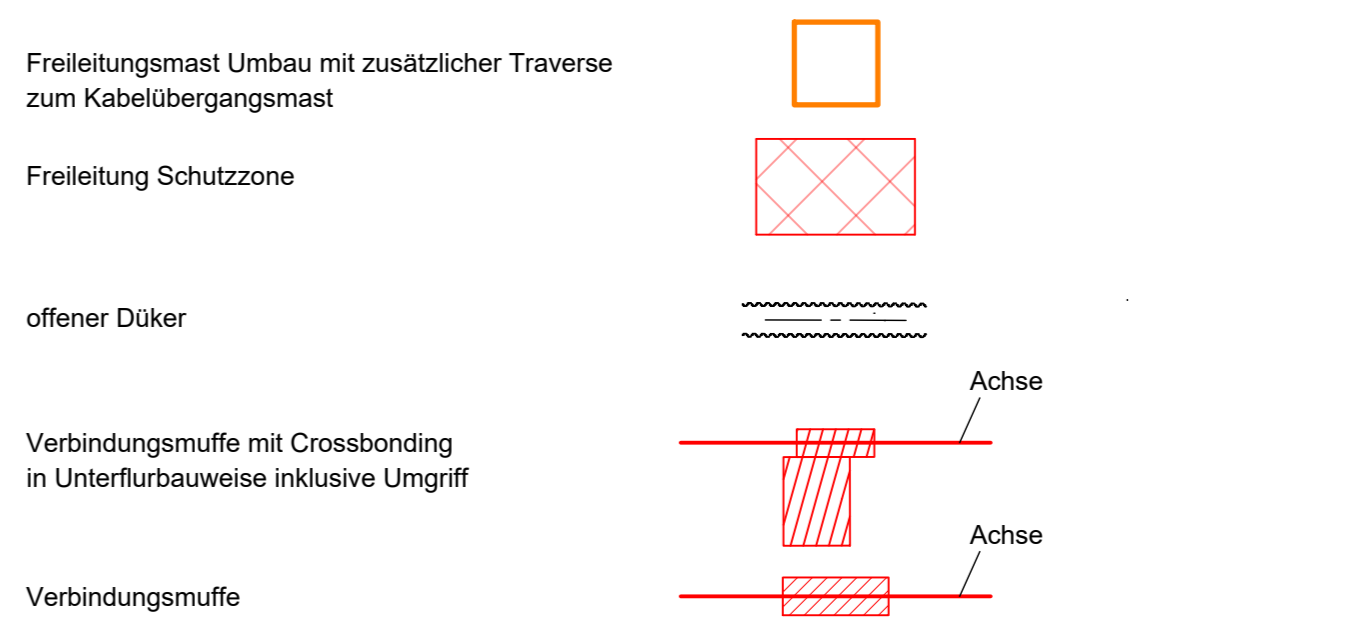 Freileitungsmast Umbau mit zusätzlicher Traverse
zum Kabelübergangsmast
Freileitung Schutzzone
offener Düker
Achse
Verbindungsmuffe mit Crossbonding
in Unterflurbauweise inklusive Umgriff
Achse
Verbindungsmuffe